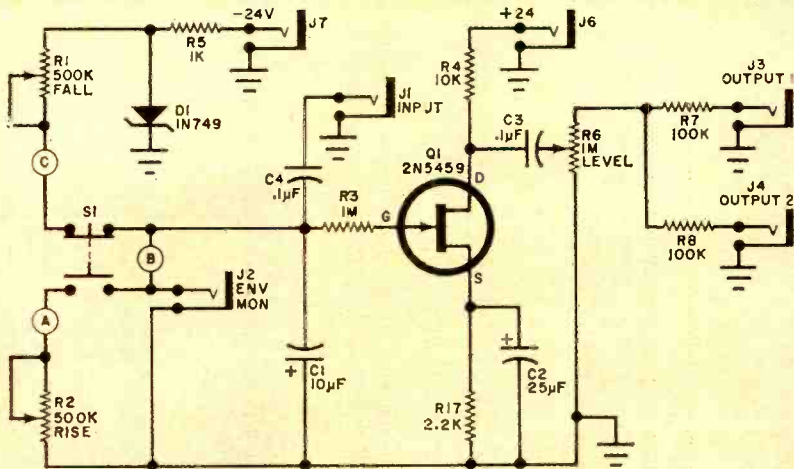 -24V
J7
R5
1K
R1
500K
FALL
D1
IN749
C
S1
B
A
J2
ENV
MON
R2
500K
RISE
J1
INPUT
C4
.1µF
R3
1M
+
C1
10µF
G
Q1
2N5459
D
S
+24
J6
R4
10K
C3
.1µF
R6
1M
LEVEL
J3
OUTPUT 1
R7
100K
J4
OUTPUT 2
R8
100K
+
C2
25µF
R17
2.2K